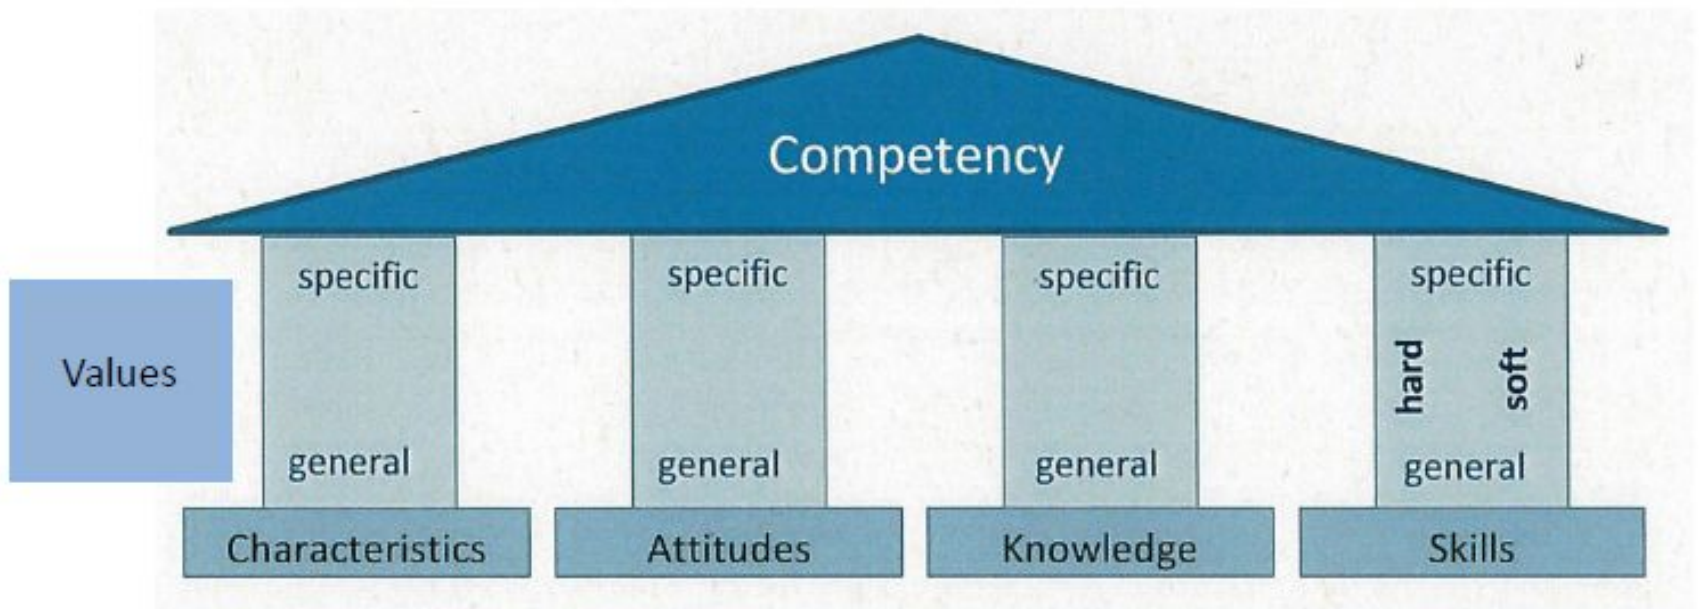 Competency
specific
specific
specific
specific
Values
hard
soft
general
general
general
general
Characteristics
Attitudes
Knowledge
Skills